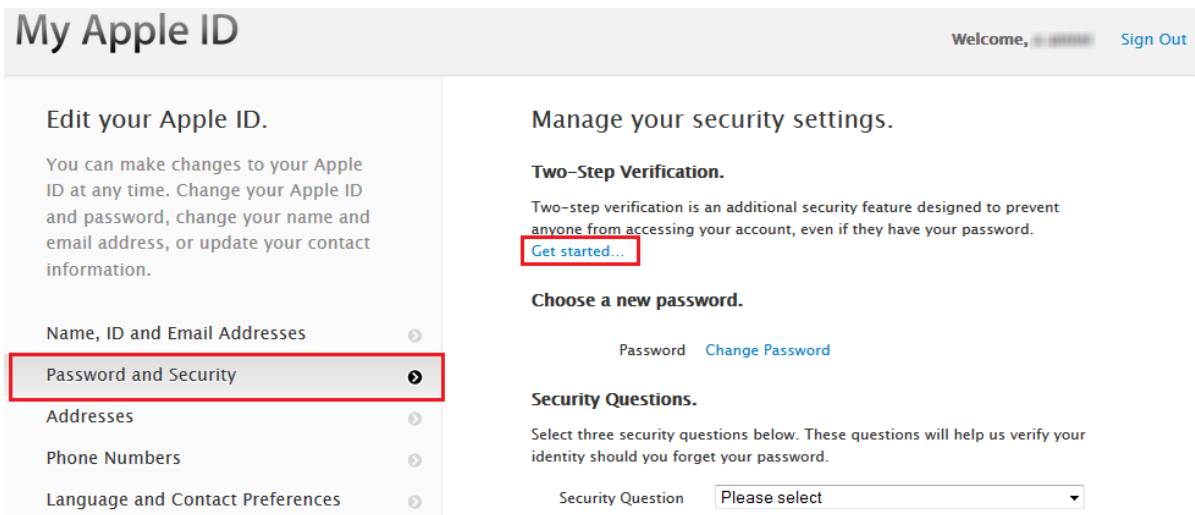 My Apple ID
Welcome,
Sign Out
Edit your Apple ID.
You can make changes to your Apple
ID at any time. Change your Apple ID
and password, change your name and
email address, or update your contact
information.
Name, ID and Email Addresses
Password and Security
Addresses
Phone Numbers
Language and Contact Preferences
Manage your security settings.
Two-Step Verification.
Two-step verification is an additional security feature designed to prevent
anyone from accessing your account, even if they have your password.
Get started...
Choose a new password.
Password Change Password
Security Questions.
Select three security questions below. These questions will help us verify your
identity should you forget your password.
Security Question Please select